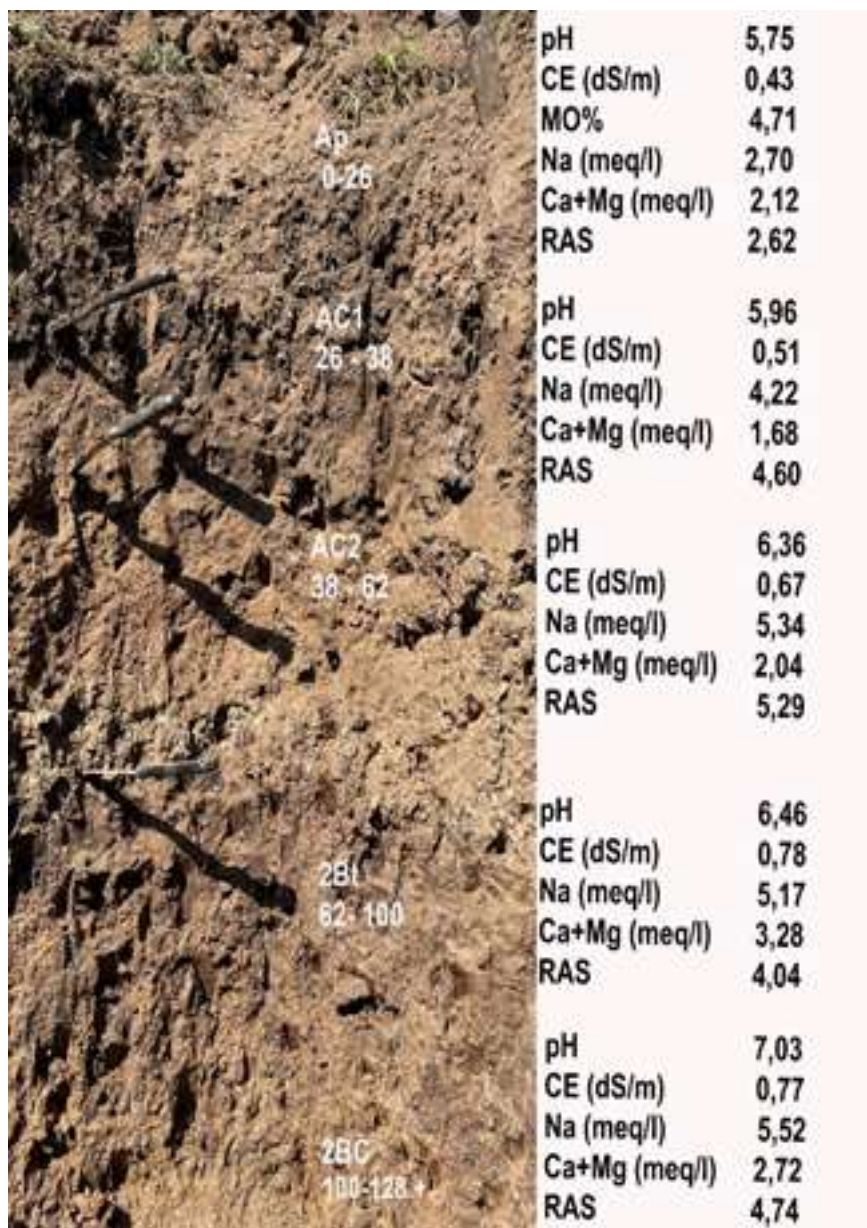 Ap
0-26
pH 5,75
CE (dS/m) 0,43
MO% 4,71
Na (meq/l) 2,70
Ca+Mg (meq/l) 2,12
RAS 2,62
AC1
26 - 38
pH 5,96
CE (dS/m) 0,51
Na (meq/l) 4,22
Ca+Mg (meq/l) 1,68
RAS 4,60
AC2
38 - 62
pH 6,36
CE (dS/m) 0,67
Na (meq/l) 5,34
Ca+Mg (meq/l) 2,04
RAS 5,29
2Bt
62- 100
pH 6,46
CE (dS/m) 0,78
Na (meq/l) 5,17
Ca+Mg (meq/l) 3,28
RAS 4,04
2BC
100-128 +
pH 7,03
CE (dS/m) 0,77
Na (meq/l) 5,52
Ca+Mg (meq/l) 2,72
RAS 4,74